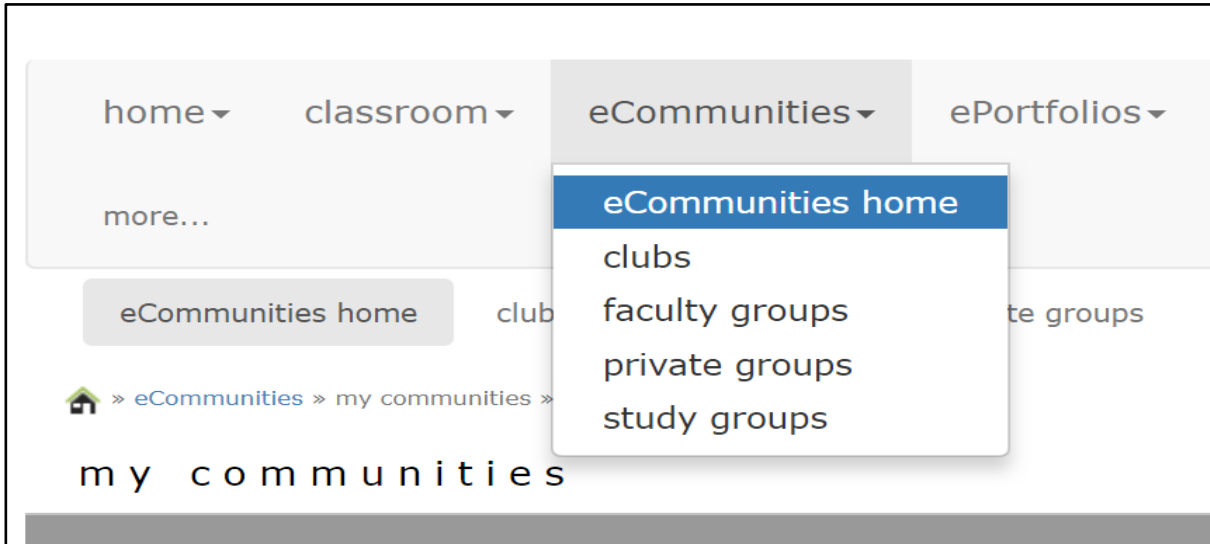 home classroom eCommunities ePortfolios
more...
eCommunities home
clubs
faculty groups
private groups
study groups
eCommunities home groups
» eCommunities » my communities »
my communities